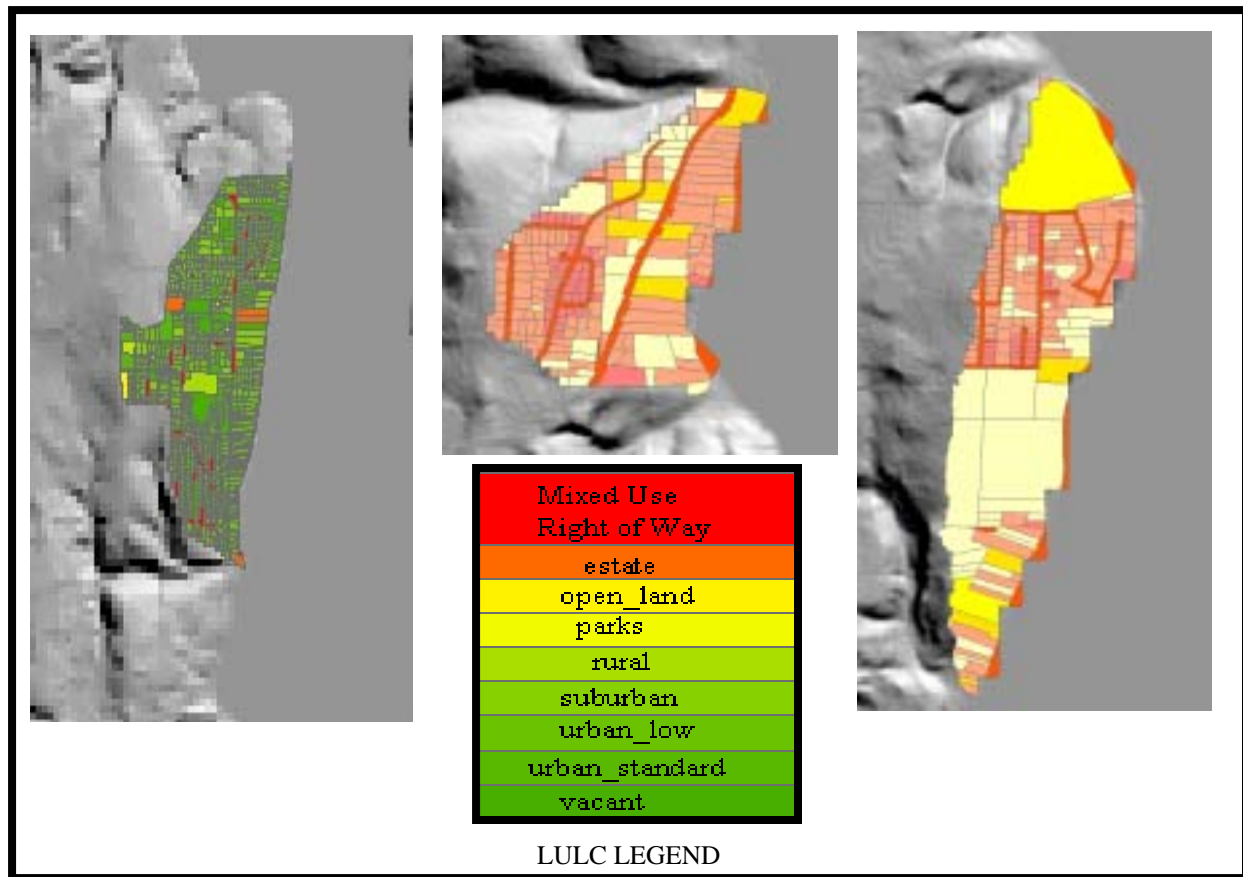 Mixed Use
Right of Way
estate
open_land
parks
rural
suburban
urban_low
urban_standard
vacant
LULC LEGEND